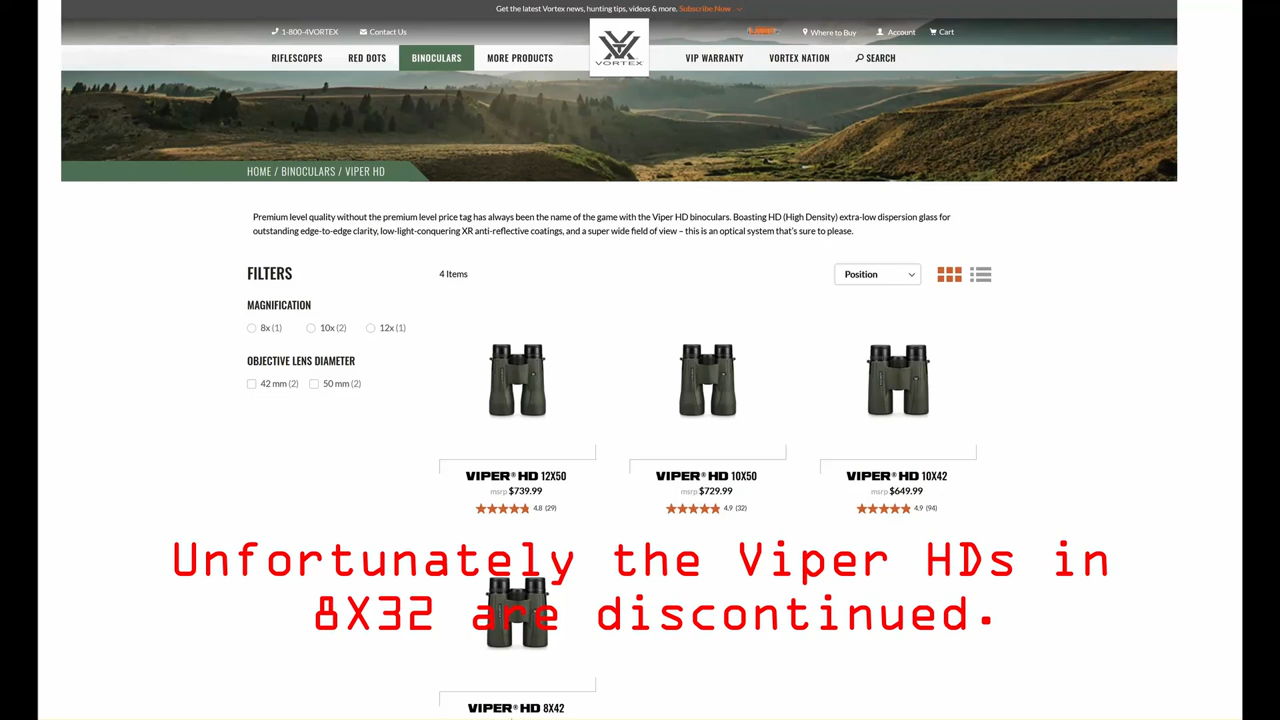 Get the latest Vortex news, hunting tips, videos & more. Subscribe Now
1-800-4VORTEX
Contact Us
Where to Buy
Account
Cart
RIFLESCOPES
RED DOTS
BINOCULARS
MORE PRODUCTS
VORTEX
VIP WARRANTY
VORTEX NATION
SEARCH
HOME / BINOCULARS / VIPER HD
Premium level quality without the premium level price tag has always been the name of the game with the Viper HD binoculars. Boasting HD (High Density) extra-low dispersion glass for
outstanding edge-to-edge clarity, low-light-conquering XR anti-reflective coatings, and a super wide field of view – this is an optical system that's sure to please.
FILTERS
4 Items
Position
MAGNIFICATION
8x (1)
10x (2)
12x (1)
OBJECTIVE LENS DIAMETER
42 mm (2)
50 mm (2)
VIPER® HD 12X50
msrp $739.99
4.8 (29)
VIPER® HD 10X50
msrp $729.99
4.9 (32)
VIPER® HD 10X42
msrp $649.99
4.9 (94)
Unfortunately the Viper HDs in
8X32 are discontinued.
VIPER® HD 8X42